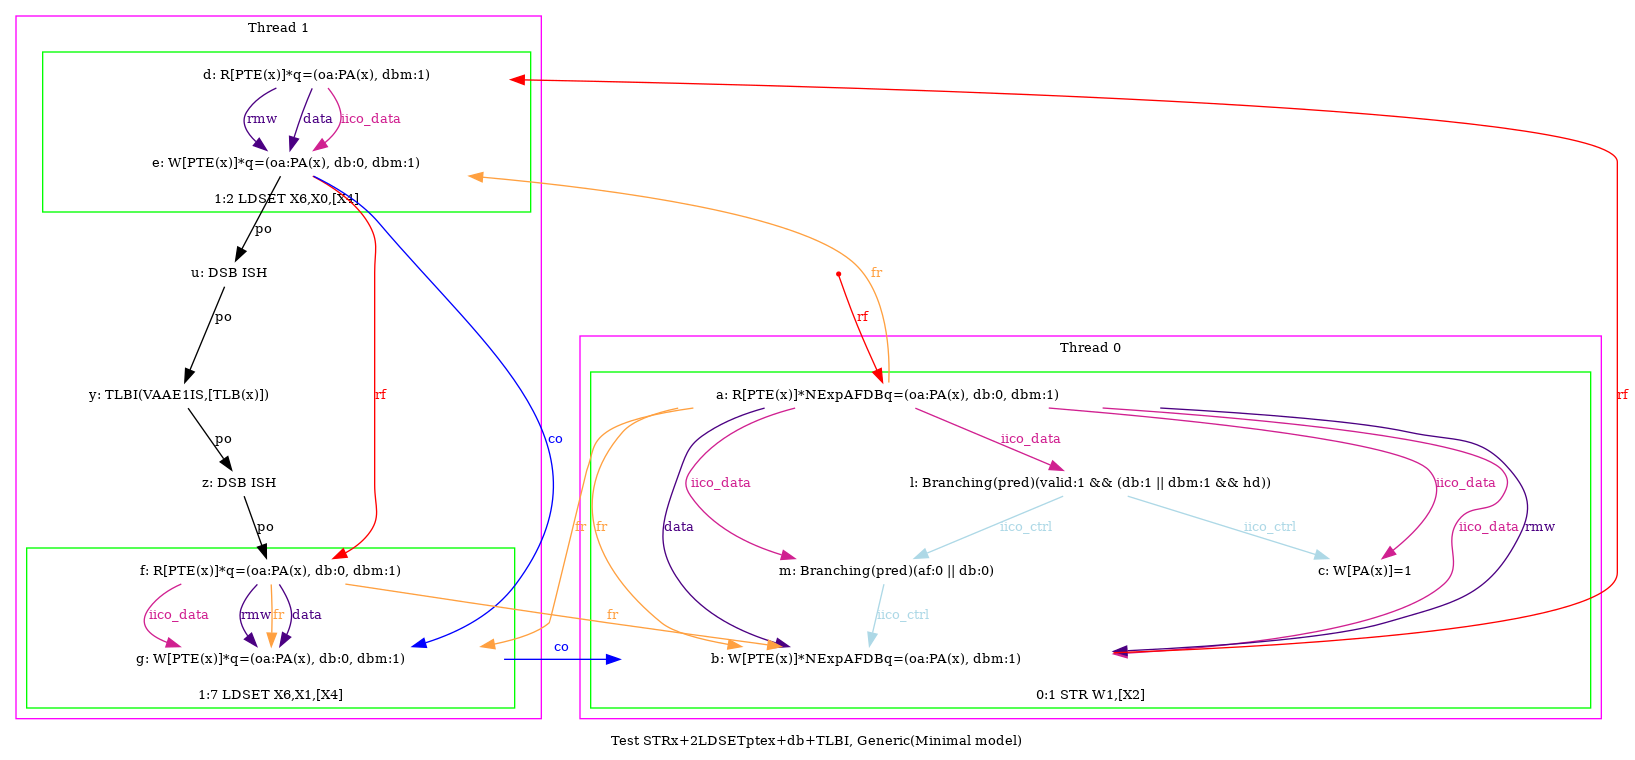 Thread 1
d: R[PTE(x)]*q=(oa:PA(x), dbm:1)
rmw
data
iico_data
e: W[PTE(x)]*q=(oa:PA(x), db:0, dbm:1)
1:2 LDSET X6,X0,[X4]
po
u: DSB ISH
fr
po
rf
Thread 0
y: TLBI(VAAE1IS,[TLB(x)])
rf
a: R[PTE(x)]*NExpAFDBq=(oa:PA(x), db:0, dbm:1)
rf
po
co
iico_data
z: DSB ISH
iico_data
l: Branching(pred)(valid:1 && (db:1 || dbm:1 && hd))
iico_data
po
fr
fr
data
iico_ctrl
iico_ctrl
iico_data
rmw
f: R[PTE(x)]*q=(oa:PA(x), db:0, dbm:1)
m: Branching(pred)(af:0 || db:0)
c: W[PA(x)]=1
iico_data
rmw
fr
data
fr
iico_ctrl
g: W[PTE(x)]*q=(oa:PA(x), db:0, dbm:1)
co
b: W[PTE(x)]*NExpAFDBq=(oa:PA(x), dbm:1)
1:7 LDSET X6,X1,[X4]
0:1 STR W1,[X2]
Test STRx+2LDSETptex+db+TLBI, Generic(Minimal model)